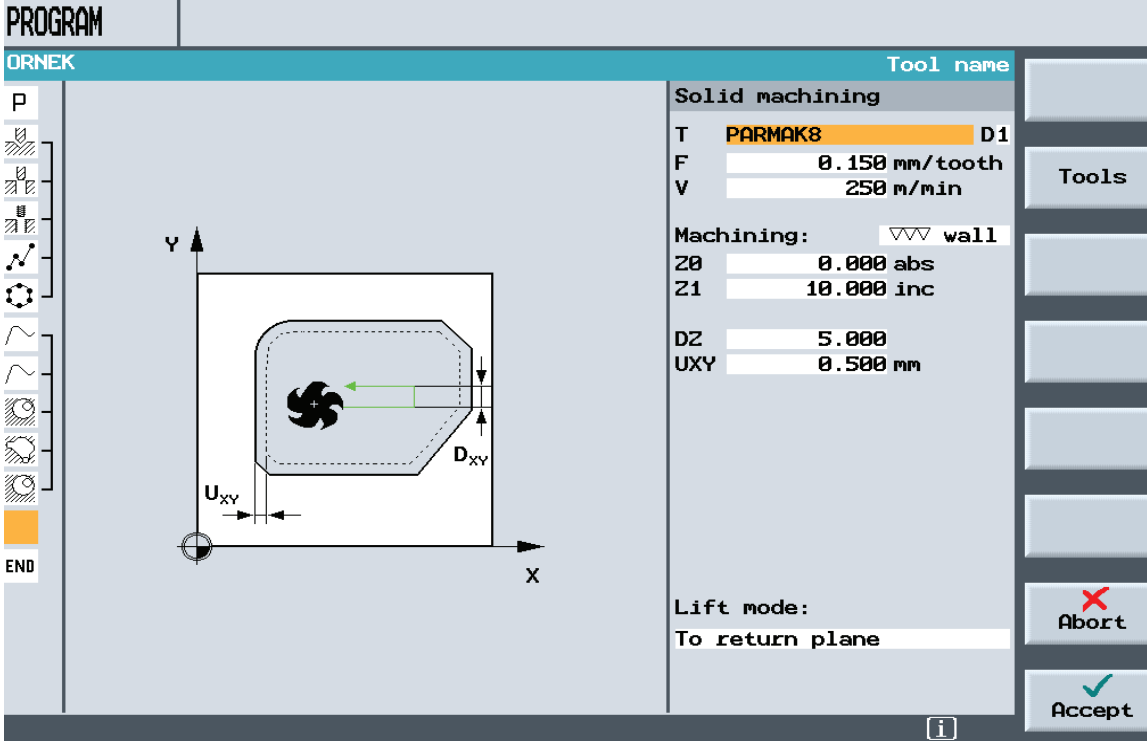 PROGRAM
ORNEK Tool name
P
END
Y
X
UXY
DXY
Solid machining
T PARMAK8 D1
F 0.150 mm/tooth
V 250 m/min
Machining: ▽▽▽ wall
Z0 0.000 abs
Z1 10.000 inc
DZ 5.000
UXY 0.500 mm
Lift mode:
To return plane
i
Tools
Abort
Accept